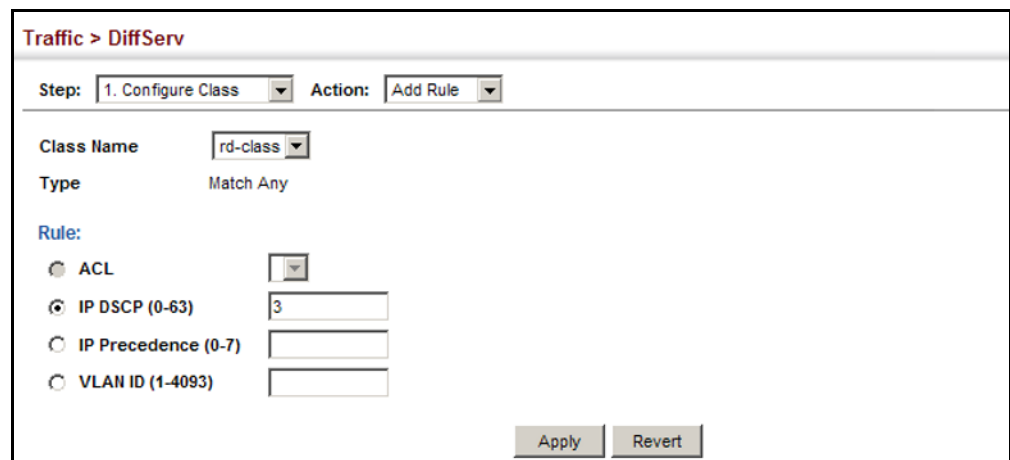 Traffic > DiffServ
Step: 1. Configure Class Action: Add Rule
Class Name rd-class
Type Match Any
Rule:
ACL
IP DSCP (0-63) 3
IP Precedence (0-7)
VLAN ID (1-4093)
Apply Revert